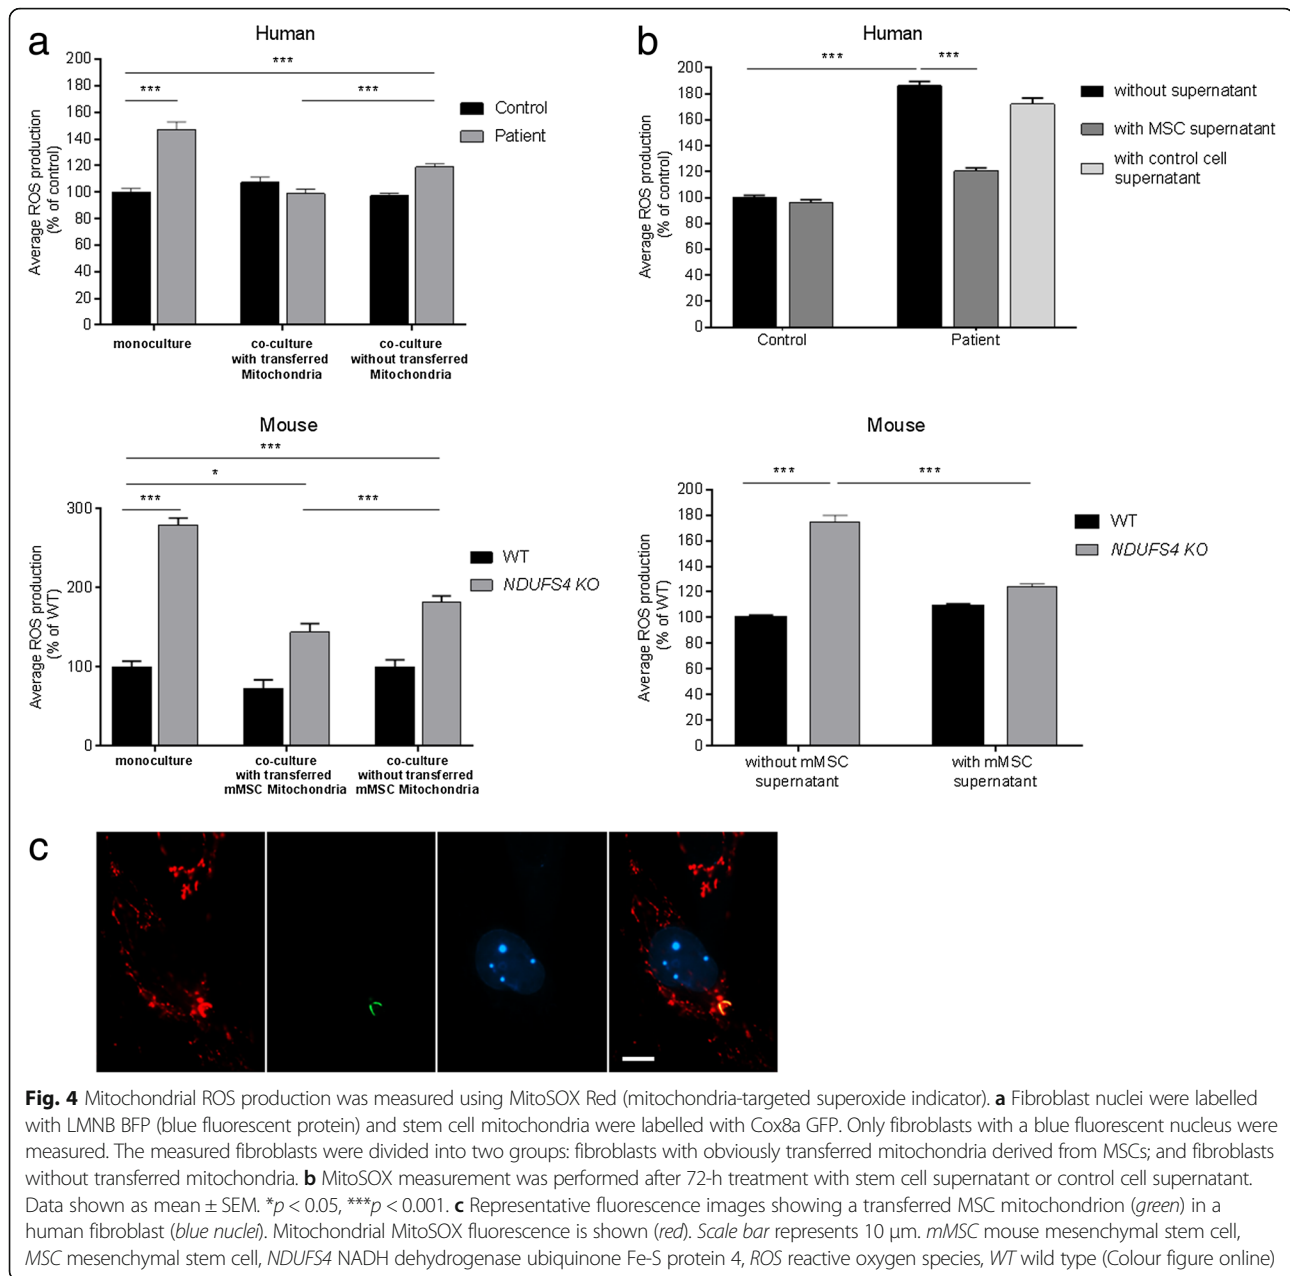 a
Human
200
180
160
140
120
100
80
60
40
20
0
Average ROS production
(% of control)
***
***
***
Control
Patient
monoculture
co-culture
with transferred
Mitochondria
co-culture
without transferred
Mitochondria
b
Human
200
180
160
140
120
100
80
60
40
20
0
Average ROS production
(% of control)
***
***
without supernatant
with MSC supernatant
with control cell
supernatant
Control
Patient
Mouse
300
200
100
0
Average ROS production
(% of WT)
***
*
***
***
WT
NDUFS4 KO
monoculture
co-culture
with transferred
mMSC Mitochondria
co-culture
without transferred
mMSC Mitochondria
Mouse
200
180
160
140
120
100
80
60
40
20
0
Average ROS production
(% of WT)
***
***
WT
NDUFS4 KO
without mMSC
supernatant
with mMSC
supernatant
c
Fig. 4 Mitochondrial ROS production was measured using MitoSOX Red (mitochondria-targeted superoxide indicator). a Fibroblast nuclei were labelled
with LMNB BFP (blue fluorescent protein) and stem cell mitochondria were labelled with Cox8a GFP. Only fibroblasts with a blue fluorescent nucleus were
measured. The measured fibroblasts were divided into two groups: fibroblasts with obviously transferred mitochondria derived from MSCs; and fibroblasts
without transferred mitochondria. b MitoSOX measurement was performed after 72-h treatment with stem cell supernatant or control cell supernatant.
Data shown as mean ± SEM. *p < 0.05, ***p < 0.001. c Representative fluorescence images showing a transferred MSC mitochondrion (green) in a
human fibroblast (blue nuclei). Mitochondrial MitoSOX fluorescence is shown (red). Scale bar represents 10 μm. mMSC mouse mesenchymal stem cell,
MSC mesenchymal stem cell, NDUFS4 NADH dehydrogenase ubiquinone Fe-S protein 4, ROS reactive oxygen species, WT wild type (Colour figure online)